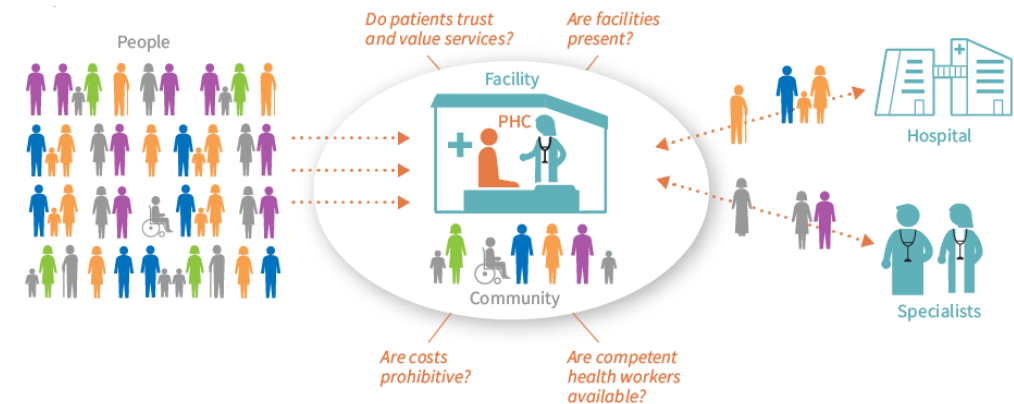 Do patients trust
and value services?
Are facilities
present?
People
Facility
PHC
Hospital
Community
Specialists
Are costs
prohibitive?
Are competent
health workers
available?